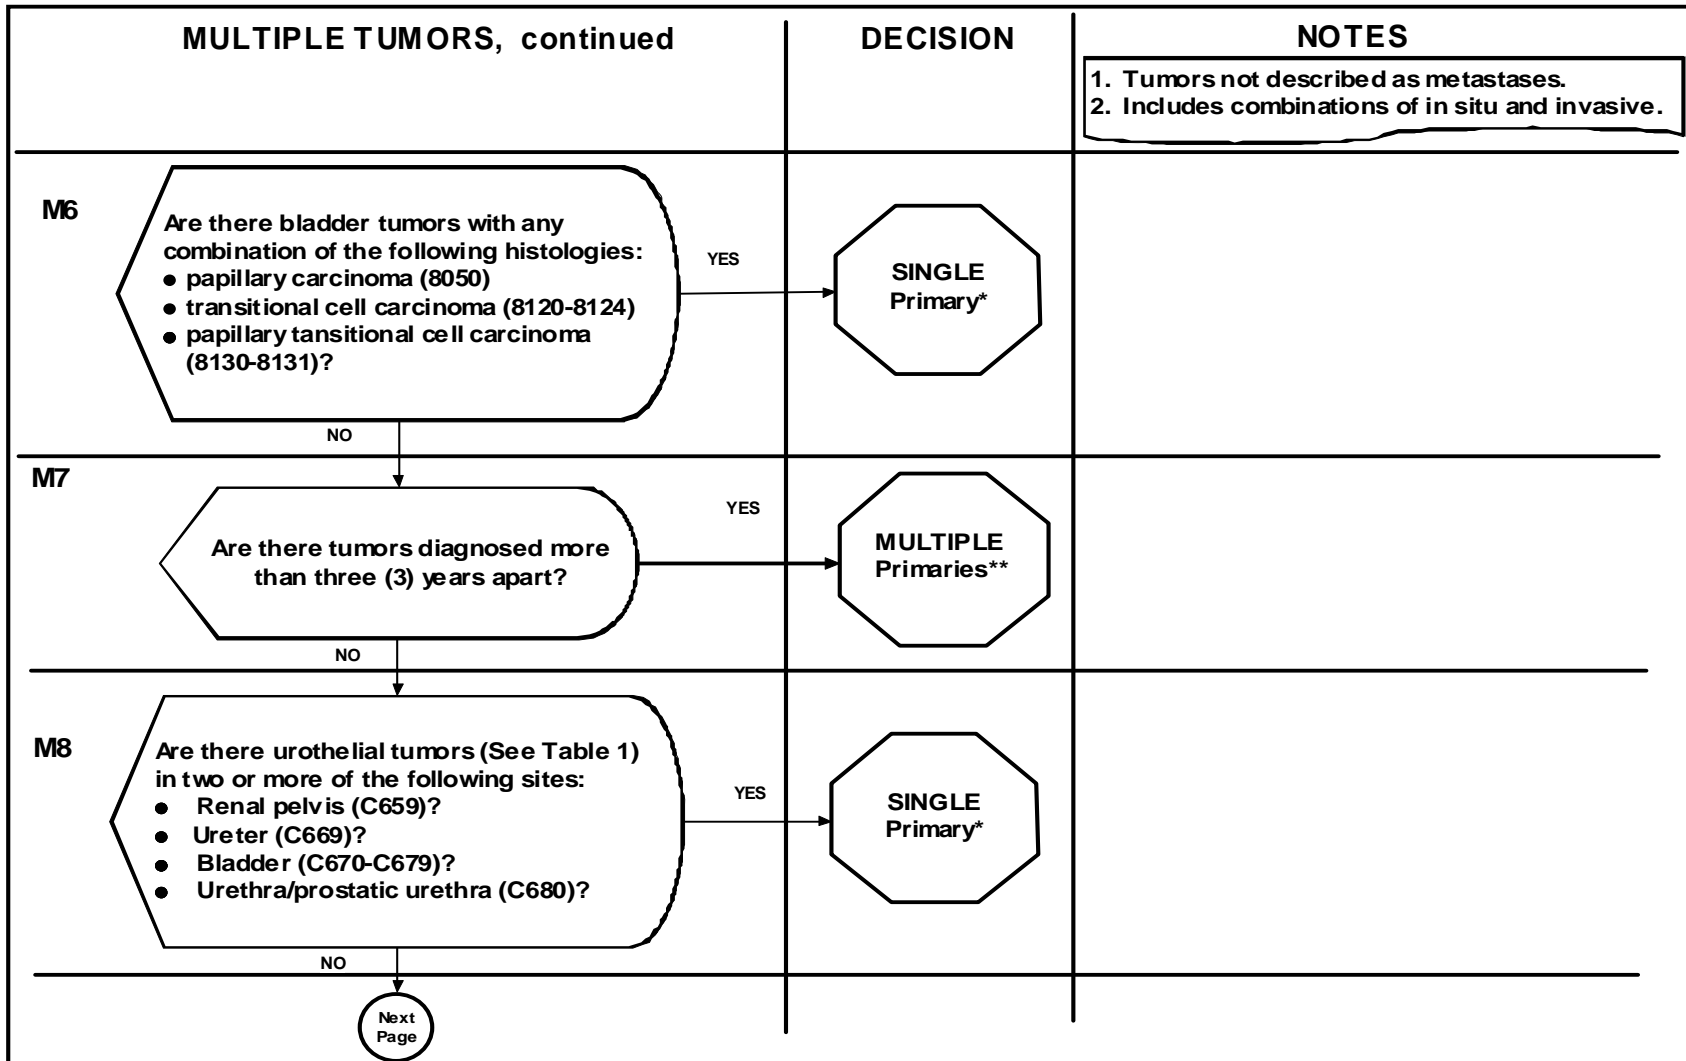 MULTIPLE TUMORS, continued
DECISION
NOTES
1. Tumors not described as metastases.
2. Includes combinations of in situ and invasive.
M6
Are there bladder tumors with any
combination of the following histologies:
● papillary carcinoma (8050)
● transitional cell carcinoma (8120-8124)
● papillary tansitional cell carcinoma
(8130-8131)?
YES
SINGLE
Primary*
NO
M7
Are there tumors diagnosed more
than three (3) years apart?
YES
MULTIPLE
Primaries**
NO
M8
Are there urothelial tumors (See Table 1)
in two or more of the following sites:
● Renal pelvis (C659)?
● Ureter (C669)?
● Bladder (C670-C679)?
● Urethra/prostatic urethra (C680)?
YES
SINGLE
Primary*
NO
Next
Page